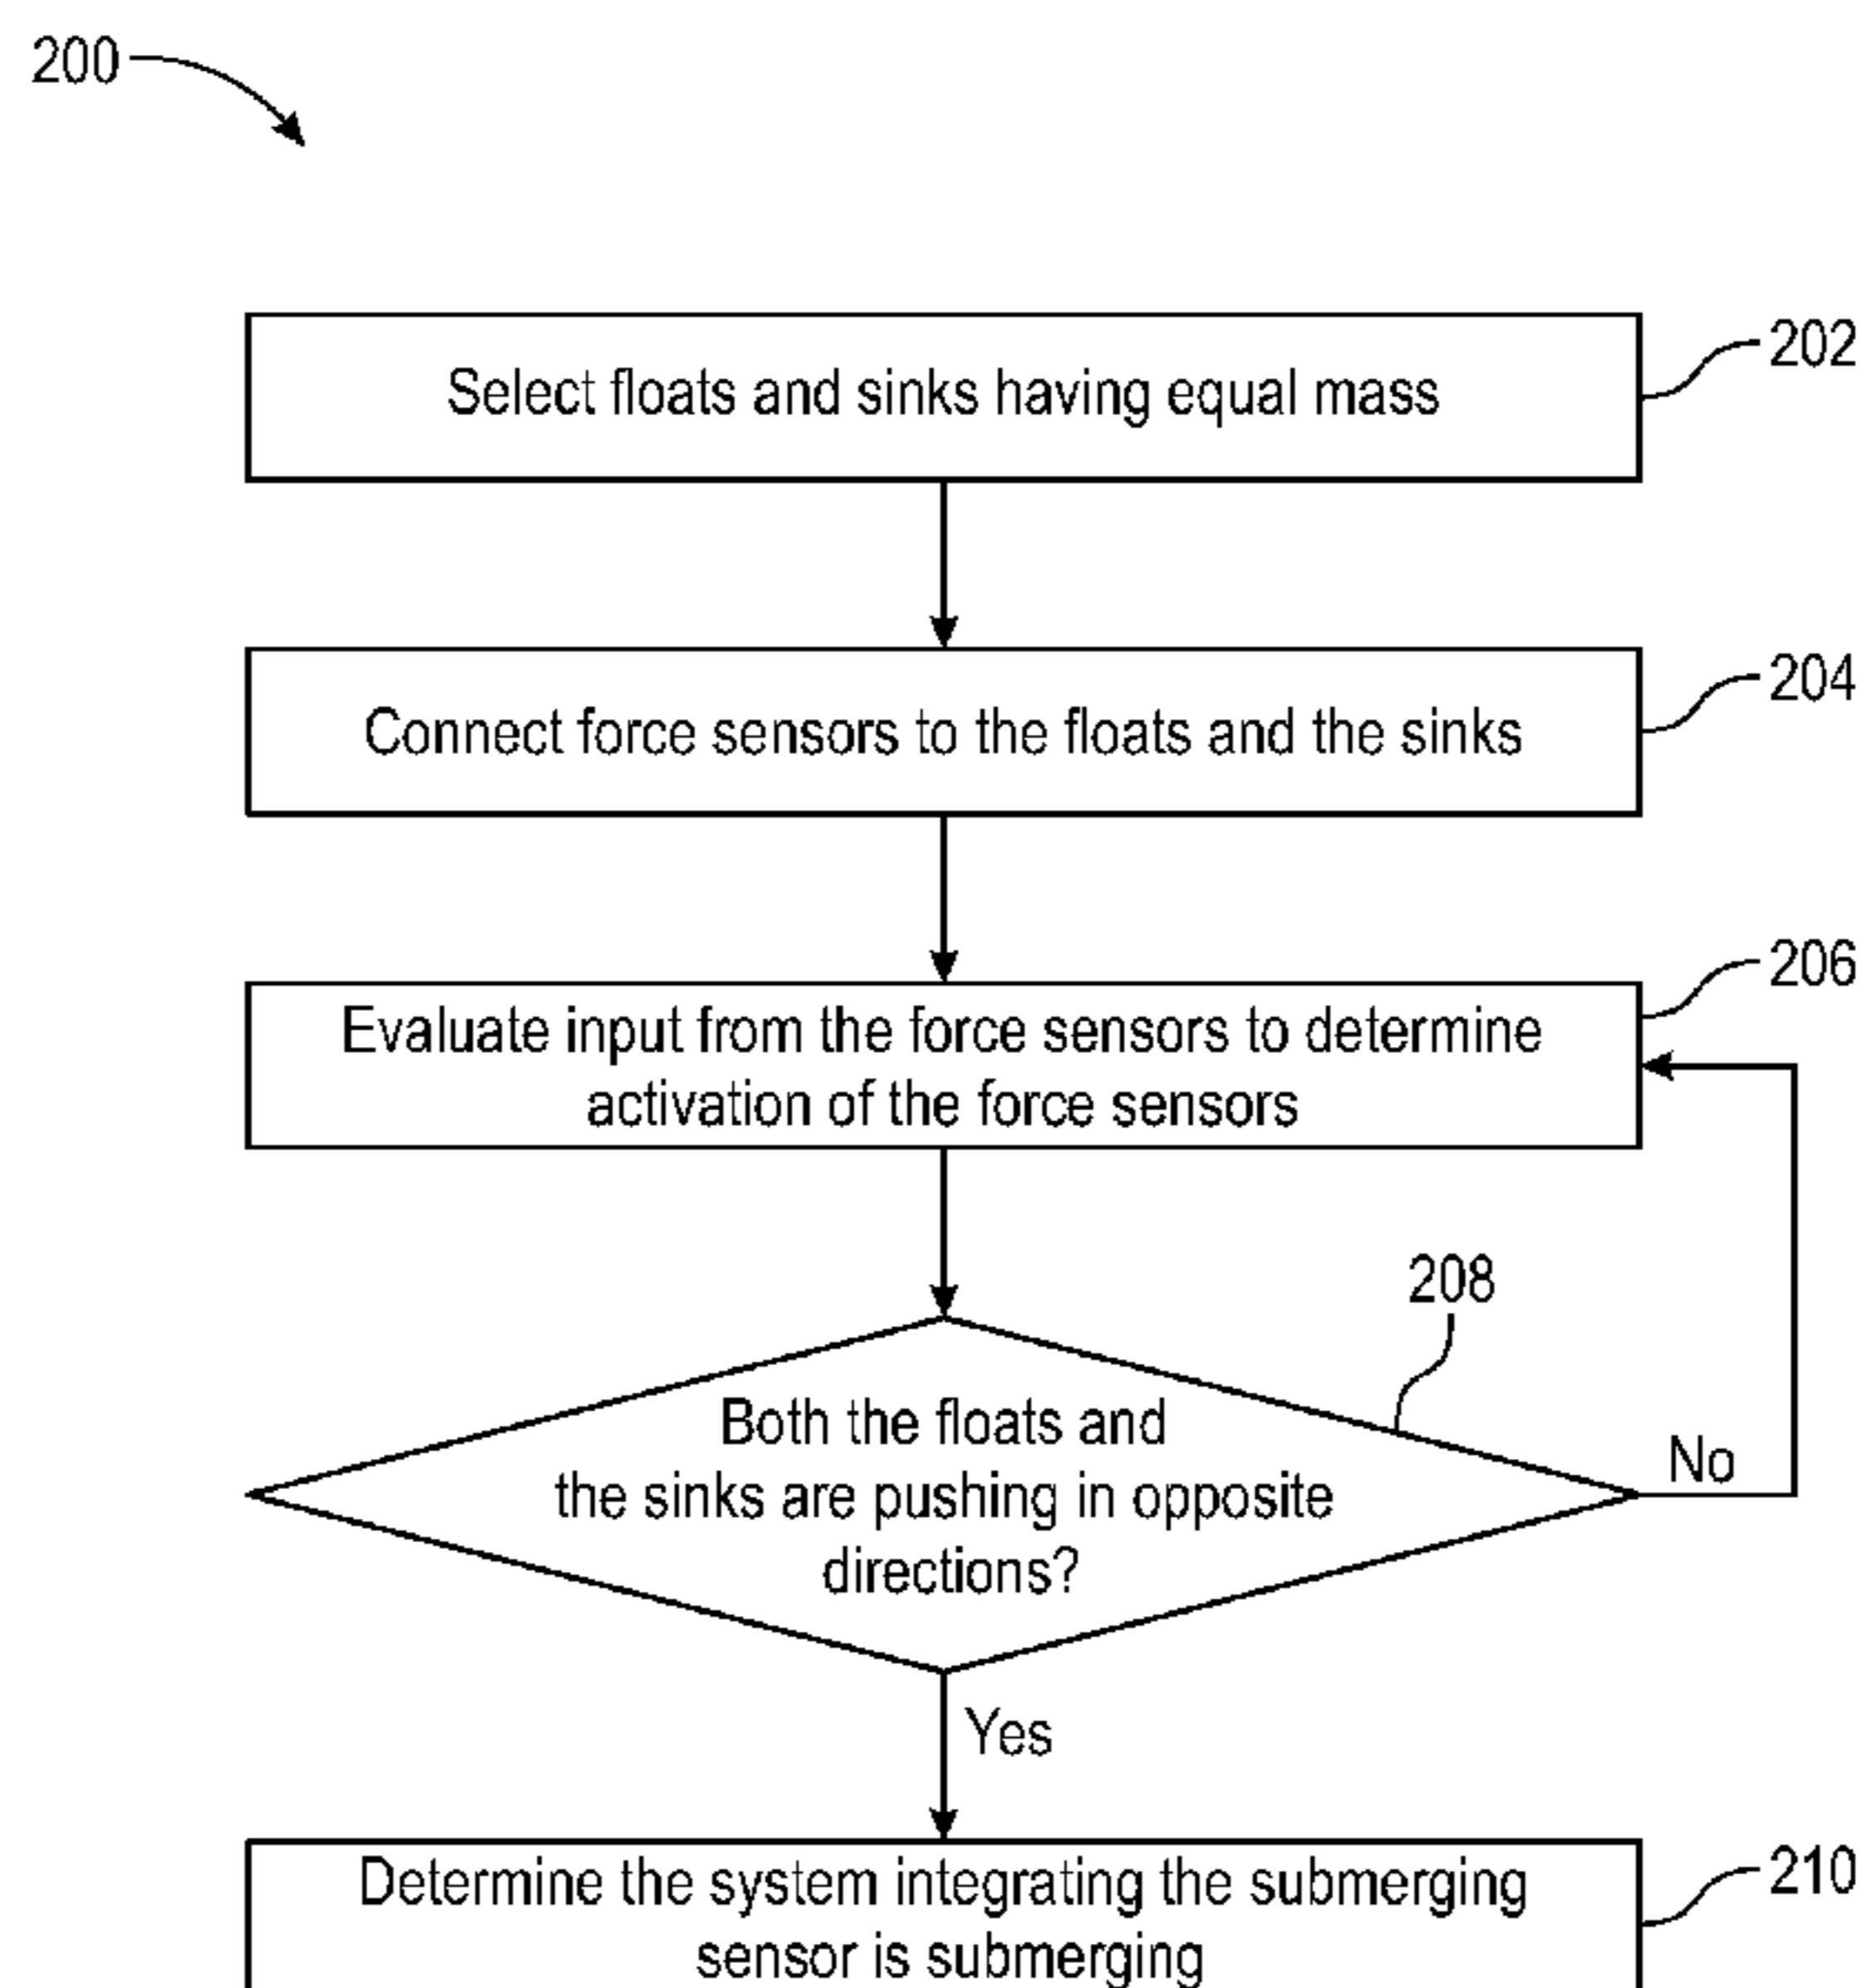 200
Select floats and sinks having equal mass
202
Connect force sensors to the floats and the sinks
204
206
Evaluate input from the force sensors to determine
activation of the force sensors
208
Both the floats and
the sinks are pushing in opposite
directions?
No
Yes
Determine the system integrating the submerging
sensor is submerging
210